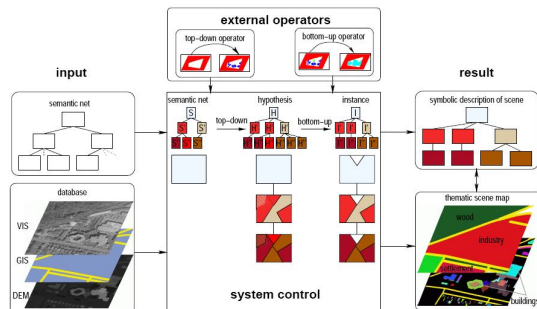 external operators
top-down operator
bottom-up operator
input
result
semantic net
semantic net
hypothesis
instance
symbolic description of scene
S
H
I
top-down
bottom-up
database
VIS
GIS
DEM
thematic scene map
wood
industry
settlement
buildings
system control